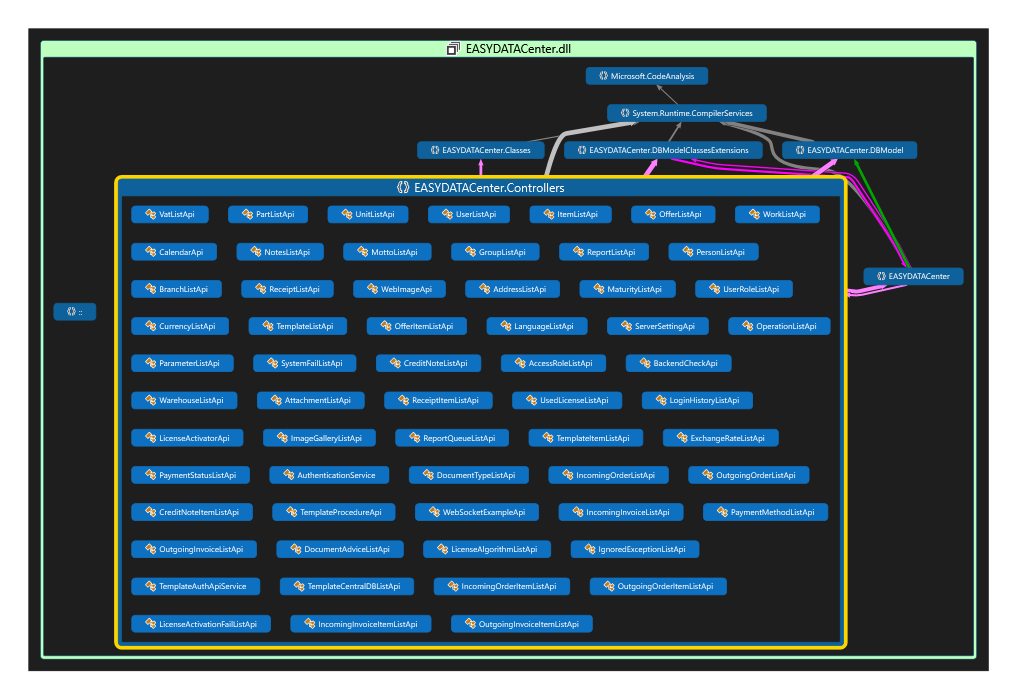 EASYDATACenter.dll
Microsoft.CodeAnalysis
System.Runtime.CompilerServices
EASYDATACenter.Classes EASYDATACenter.DBModelClassesExtensions EASYDATACenter.DBModel
EASYDATACenter.Controllers
VatListApi PartListApi UnitListApi UserListApi ItemListApi OfferListApi WorkListApi
CalendarApi NotesListApi MottoListApi GroupListApi ReportListApi PersonListApi
EASYDATACenter
BranchListApi ReceiptListApi WebImageApi AddressListApi MaturityListApi UserRoleListApi
::
CurrencyListApi TemplateListApi OfferItemListApi LanguageListApi ServerSettingApi OperationListApi
ParameterListApi SystemFailListApi CreditNoteListApi AccessRoleListApi BackendCheckApi
WarehouseListApi AttachmentListApi ReceiptItemListApi UsedLicenseListApi LoginHistoryListApi
LicenseActivatorApi ImageGalleryListApi ReportQueueListApi TemplateItemListApi ExchangeRateListApi
PaymentStatusListApi AuthenticationService DocumentTypeListApi IncomingOrderListApi OutgoingOrderListApi
CreditNoteItemListApi TemplateProcedureApi WebSocketExampleApi IncomingInvoiceListApi PaymentMethodListApi
OutgoingInvoiceListApi DocumentAdviceListApi LicenseAlgorithmListApi IgnoredExceptionListApi
TemplateAuthApiService TemplateCentralDBListApi IncomingOrderItemListApi OutgoingOrderItemListApi
LicenseActivationFailListApi IncomingInvoiceItemListApi OutgoingInvoiceItemListApi